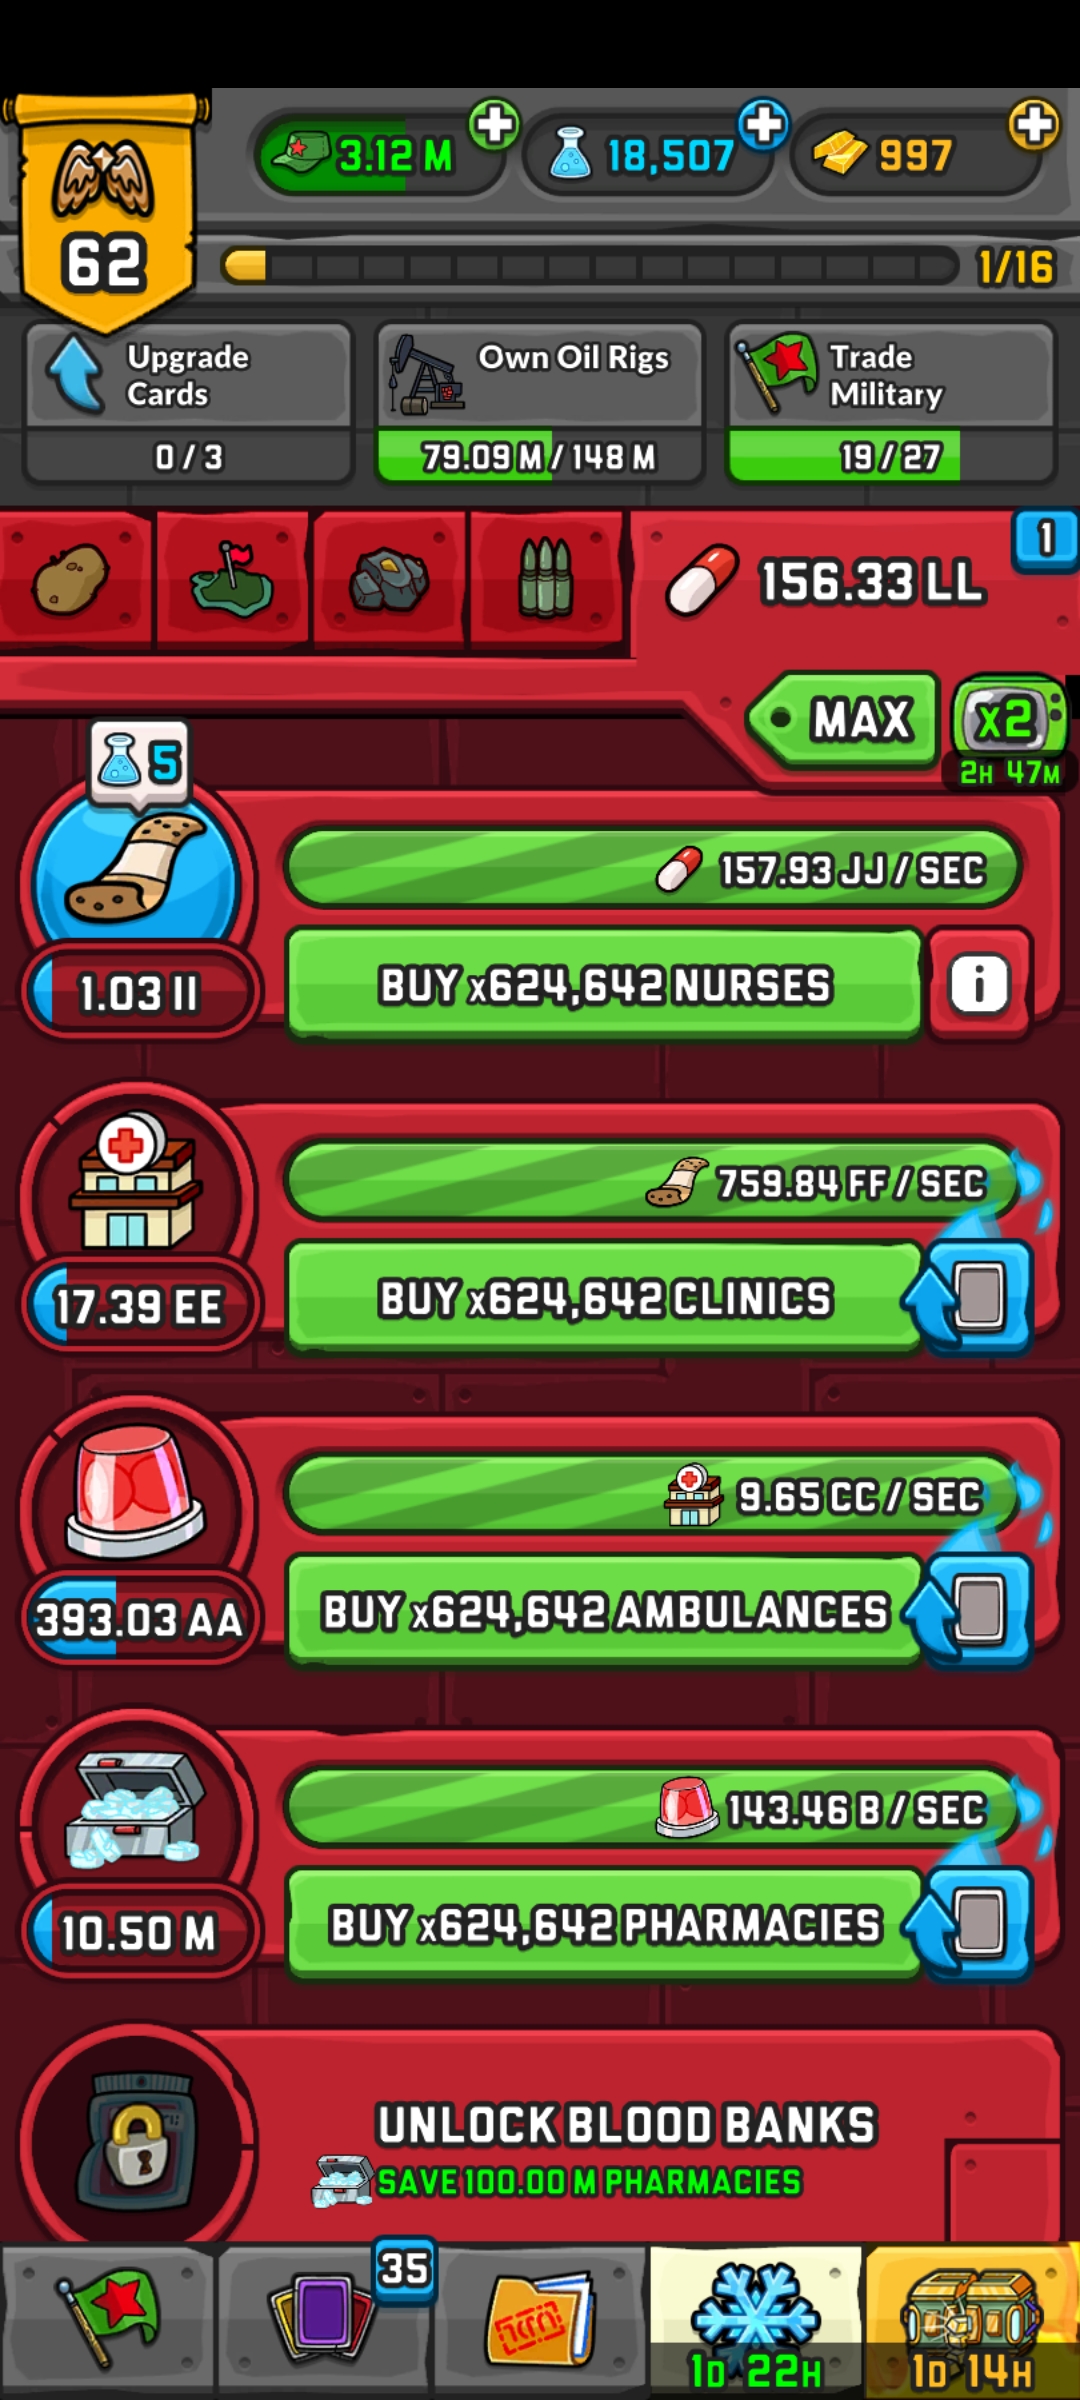 3.12 M
18,507
997
62
1/16
Upgrade
Cards
Own Oil Rigs
Trade
Military
0 / 3
79.09 M / 148 M
19 / 27
1
156.33 LL
MAX
x2
2H 47M
5
157.93 JJ / SEC
1.03 II
BUY x624,642 NURSES
i
759.84 FF / SEC
17.39 EE
BUY x624,642 CLINICS
9.65 CC / SEC
393.03 AA
BUY x624,642 AMBULANCES
143.46 B / SEC
10.50 M
BUY x624,642 PHARMACIES
UNLOCK BLOOD BANKS
SAVE 100.00 M PHARMACIES
35
1D 22H
1D 14H